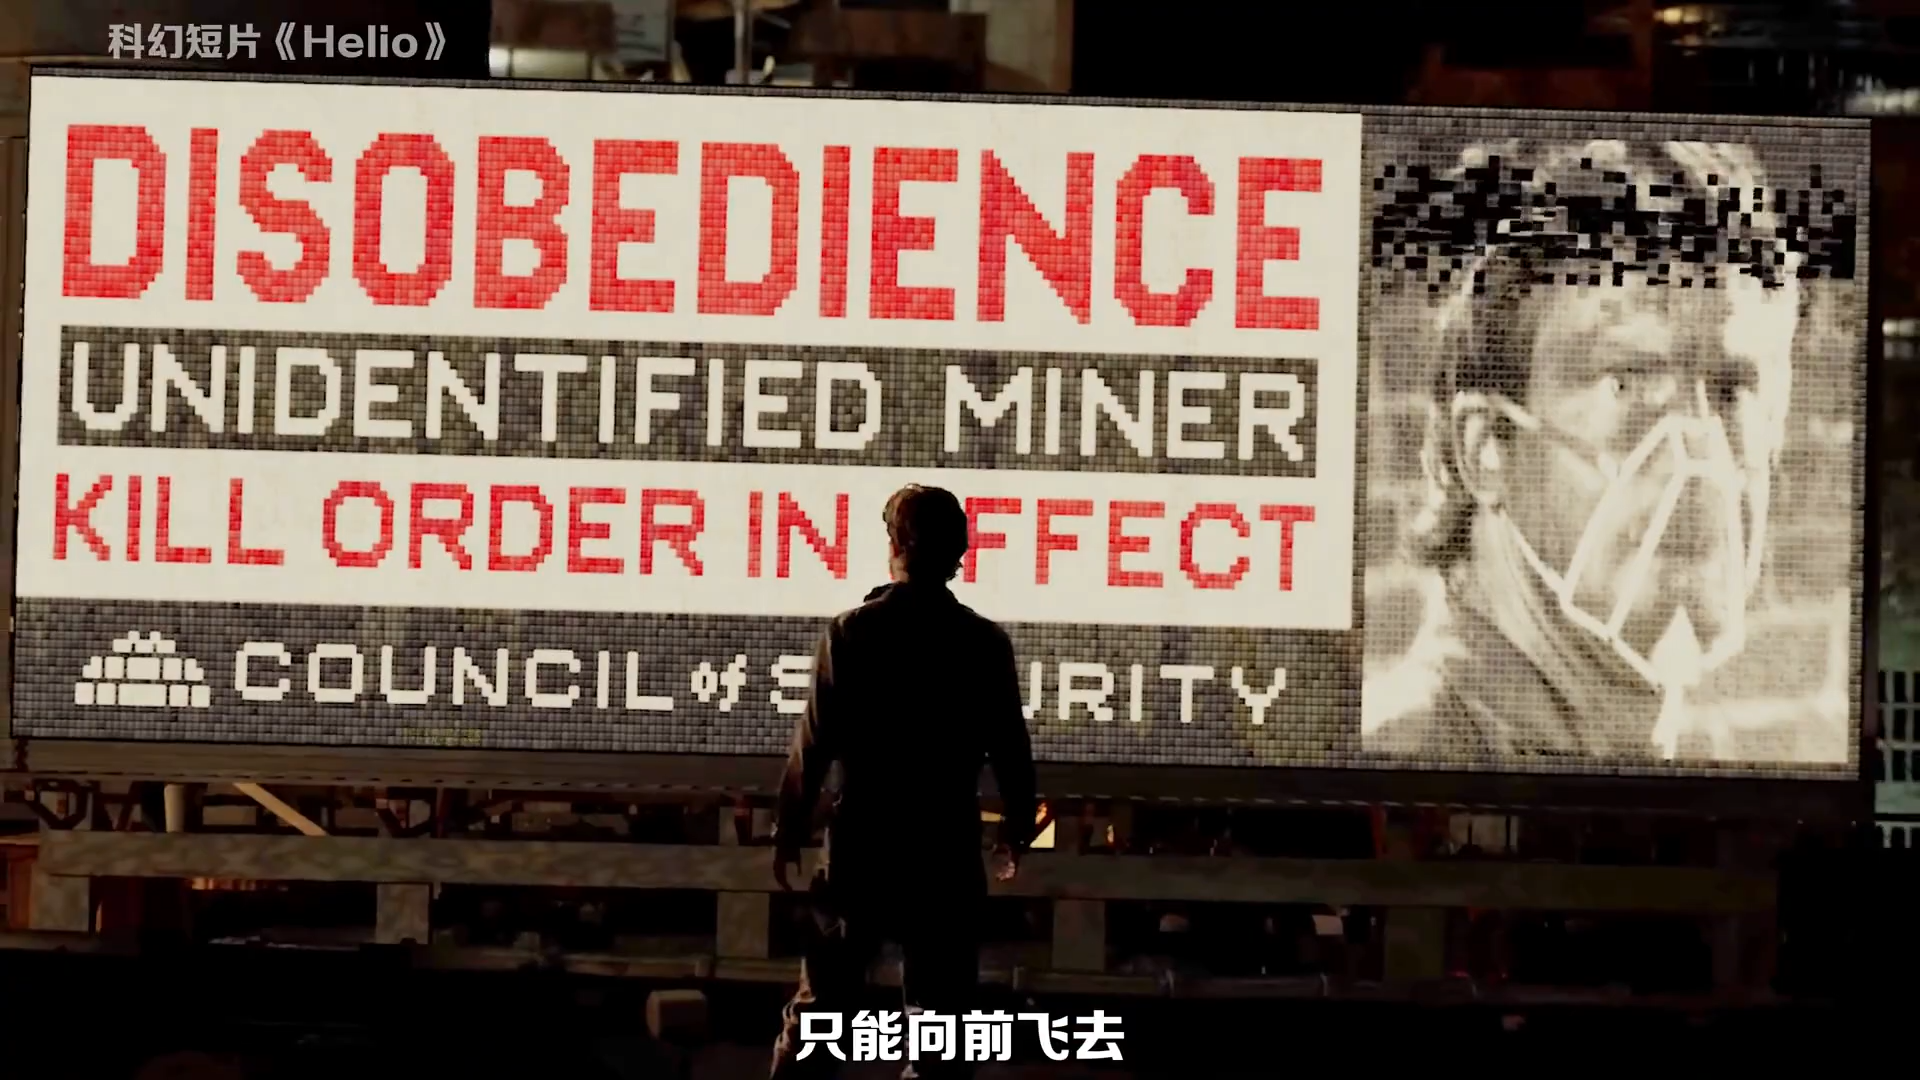 科幻短片《Helio》
DISOBEDIENCE
UNIDENTIFIED MINER
KILL ORDER IN FFECT
COUNCIL of S URITY
只能向前飞去